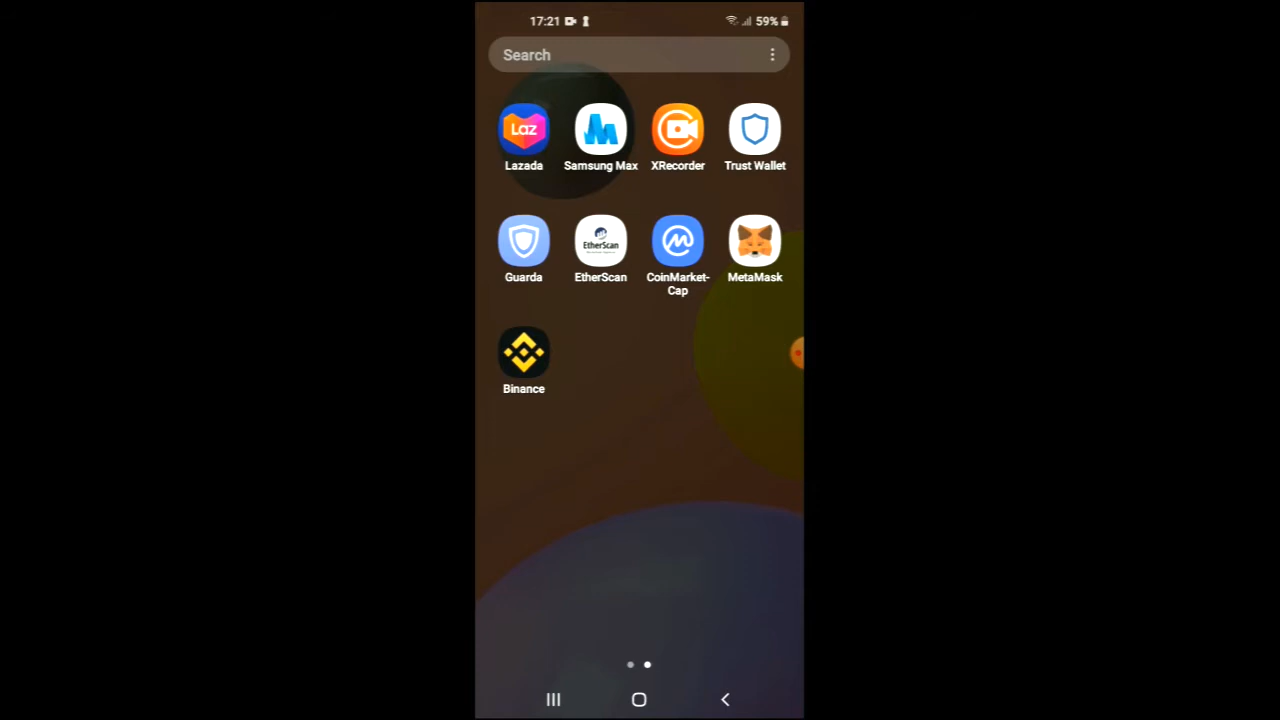 17:21 59%
Search
Laz
Lazada Samsung Max XRecorder Trust Wallet
EtherScan
Guarda EtherScan CoinMarket-
Cap MetaMask
Binance